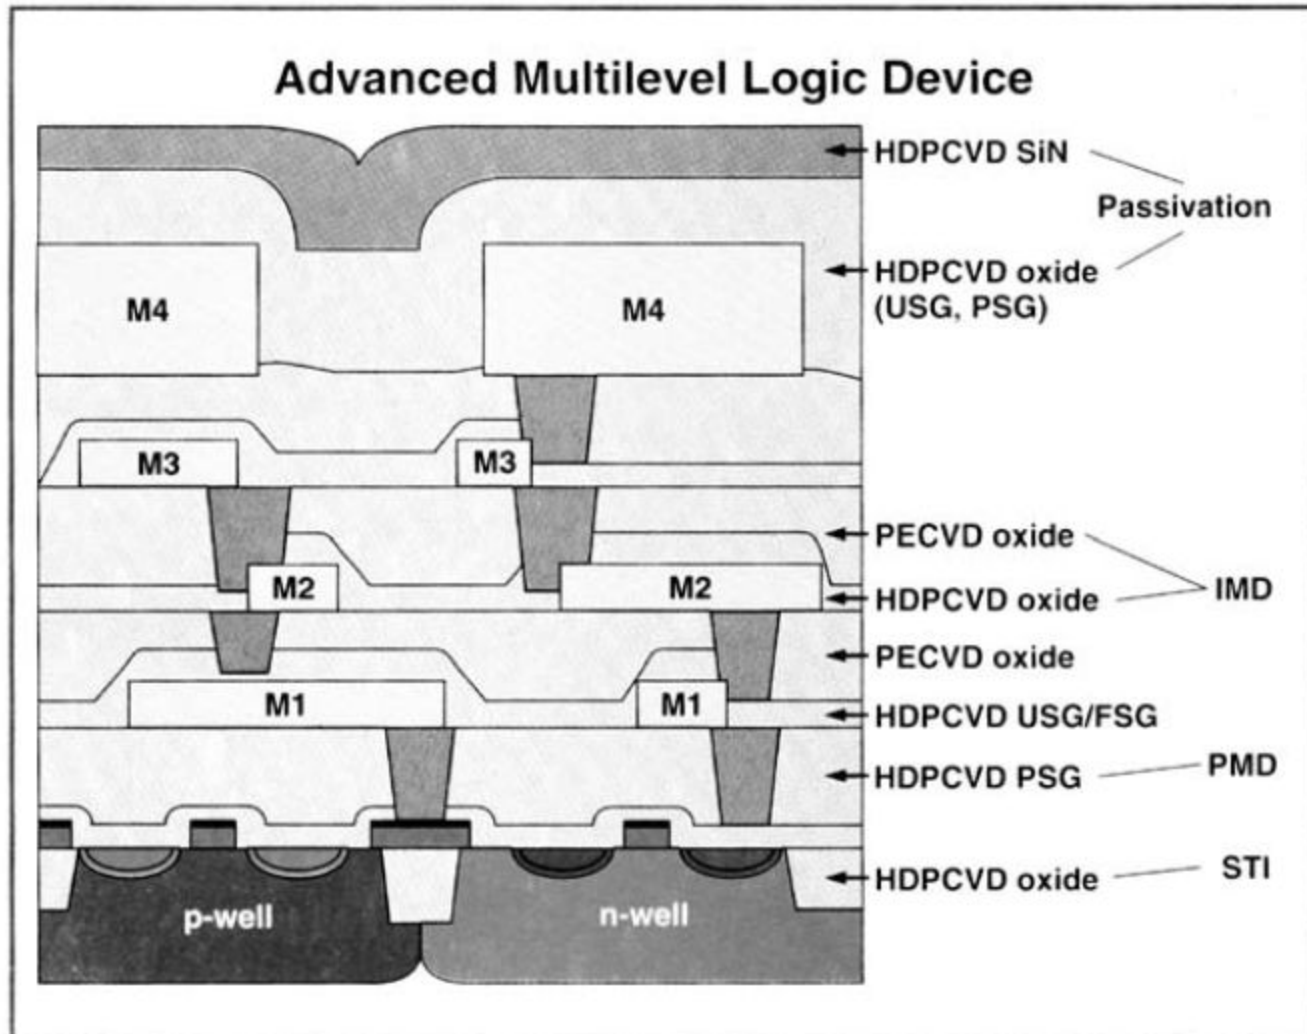 Advanced Multilevel Logic Device
HDPCVD SiN
Passivation
HDPCVD oxide
(USG, PSG)
M4
M4
M3
M3
PECVD oxide
M2
M2
HDPCVD oxide
IMD
PECVD oxide
M1
M1
HDPCVD USG/FSG
HDPCVD PSG
PMD
HDPCVD oxide
STI
p-well
n-well